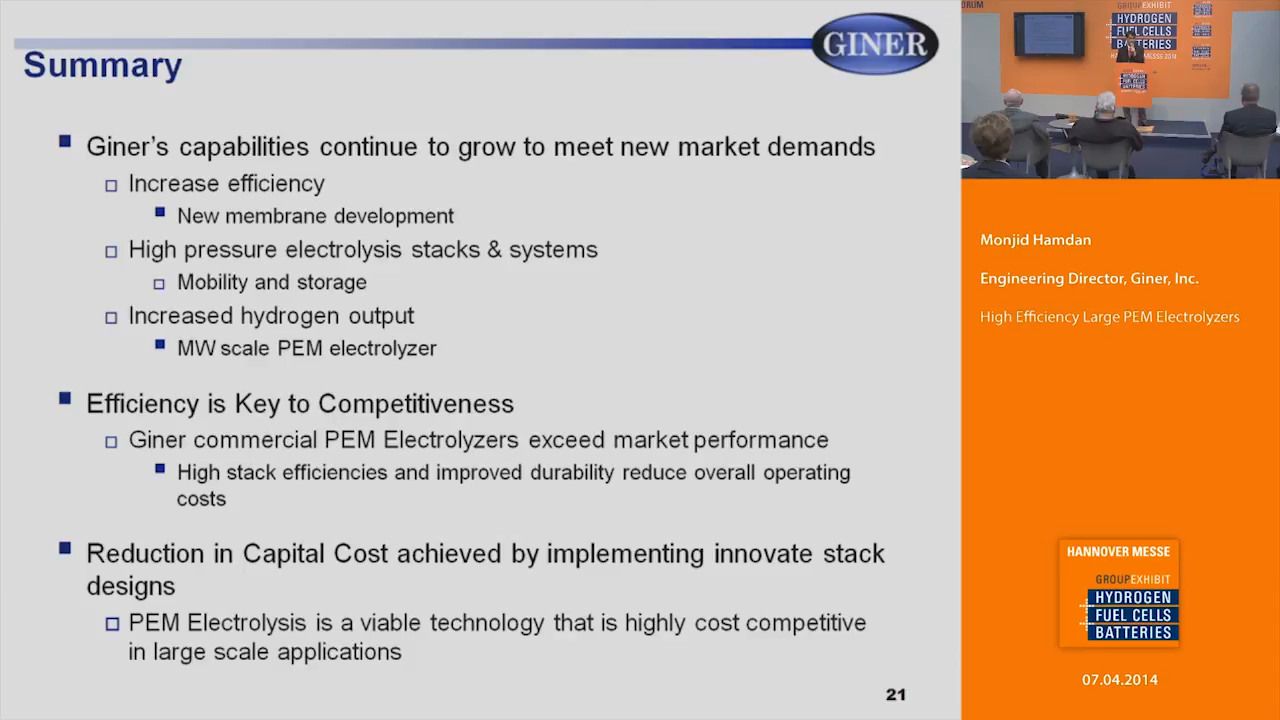 Summary
GINER
Giner's capabilities continue to grow to meet new market demands
Increase efficiency
New membrane development
High pressure electrolysis stacks & systems
Mobility and storage
Increased hydrogen output
MW scale PEM electrolyzer
Efficiency is Key to Competitiveness
Giner commercial PEM Electrolyzers exceed market performance
High stack efficiencies and improved durability reduce overall operating
costs
Reduction in Capital Cost achieved by implementing innovate stack
designs
PEM Electrolysis is a viable technology that is highly cost competitive
in large scale applications
21
GROUPEXHIBIT
HYDROGEN
FUEL CELLS
BATTERIES
Monjid Hamdan
Engineering Director, Giner, Inc.
High Efficiency Large PEM Electrolyzers
HANNOVER MESSE
GROUPEXHIBIT
HYDROGEN
FUEL CELLS
BATTERIES
07.04.2014